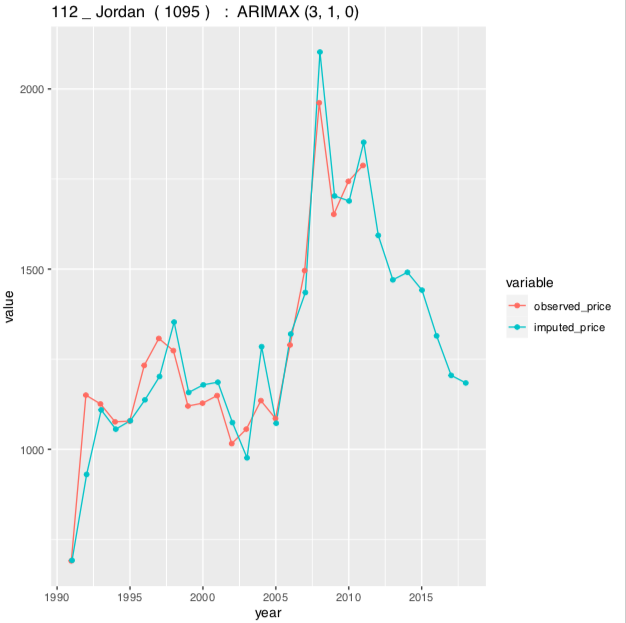 112 _ Jordan ( 1095 ) : ARIMAX (3, 1, 0)
2000
1500
1000
value
1990 1995 2000 2005 2010 2015
year
variable
observed_price
imputed_price